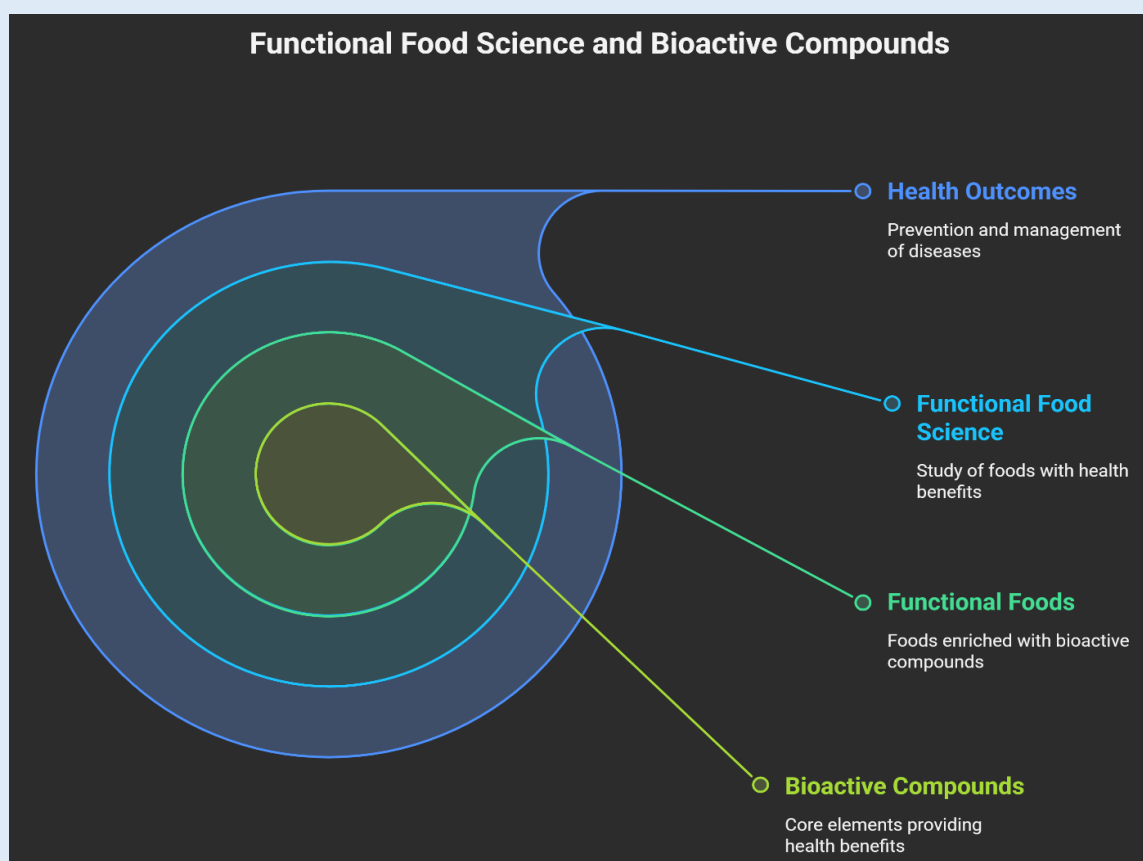 Functional Food Science and Bioactive Compounds
Health Outcomes
Prevention and management
of diseases
Functional Food
Science
Study of foods with health
benefits
Functional Foods
Foods enriched with bioactive
compounds
Bioactive Compounds
Core elements providing
health benefits